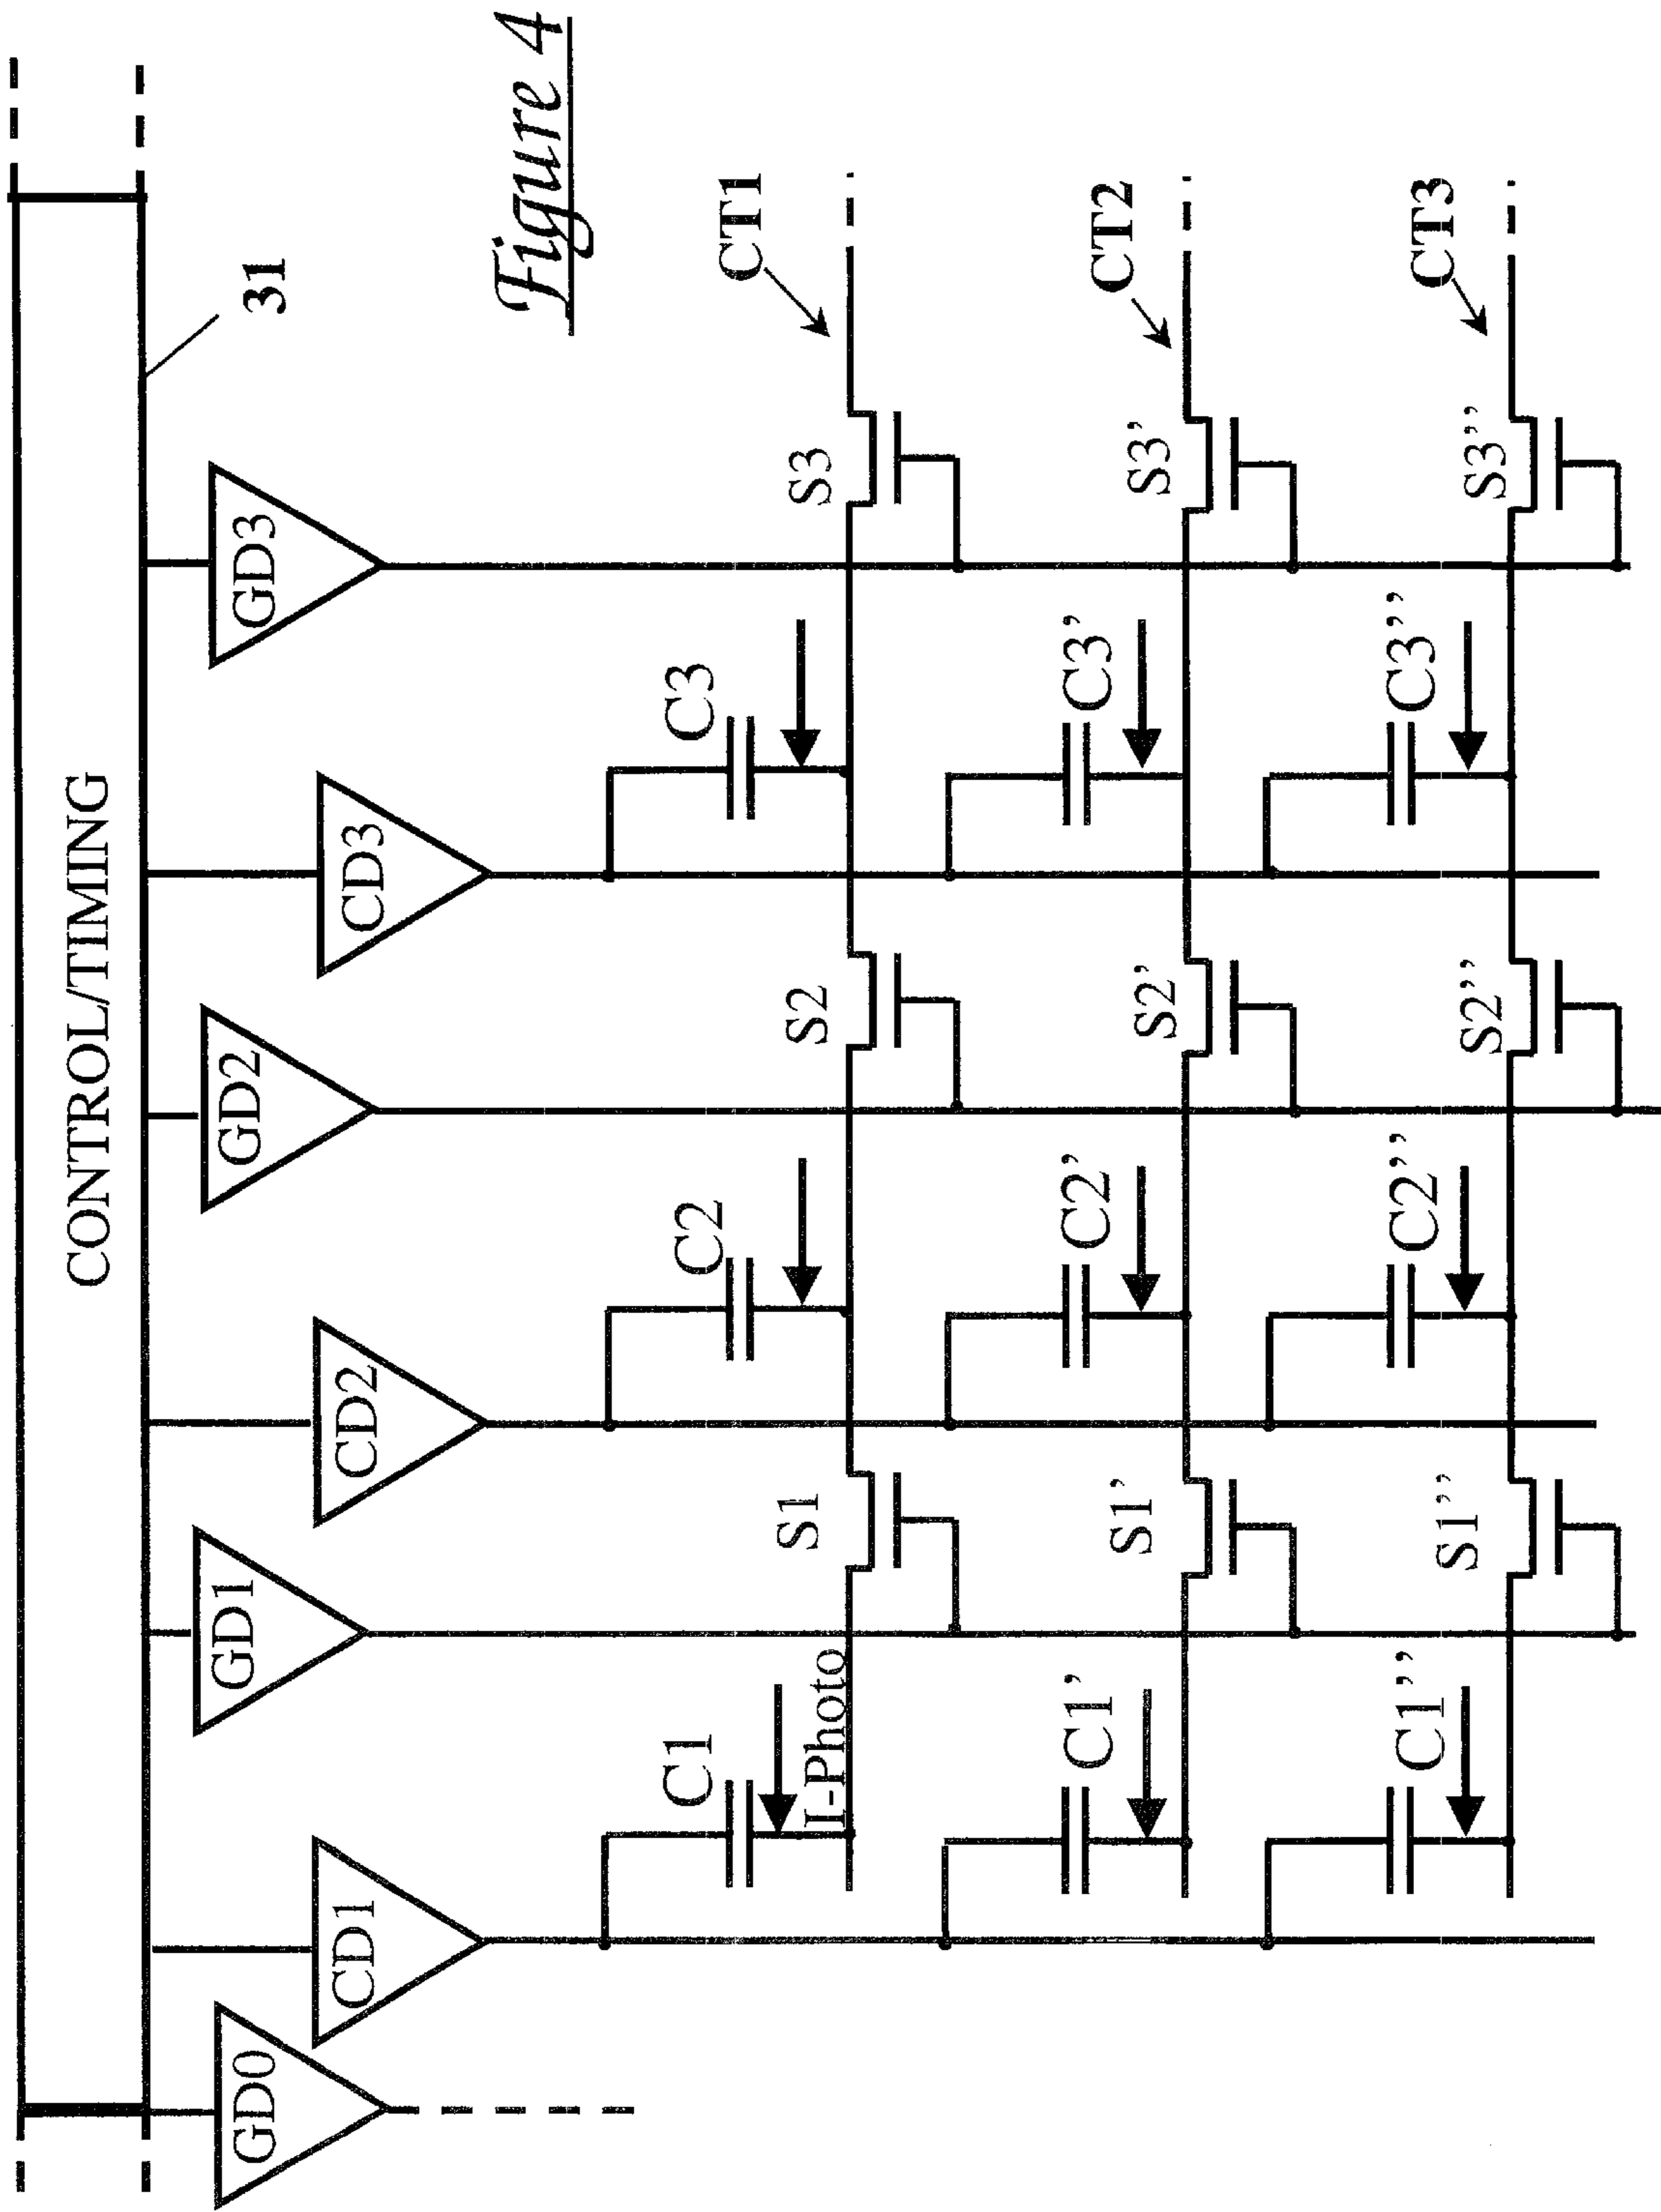 CONTROL/TIMING
31
GD0
GD1
GD2
GD3
CD1
CD2
CD3
Figure 4
C1
C2
C3
CT1
I-Photo
S1
S2
S3
C1'
C2'
C3'
CT2
S1'
S2'
S3'
C1''
C2''
C3''
CT3
S1''
S2''
S3''